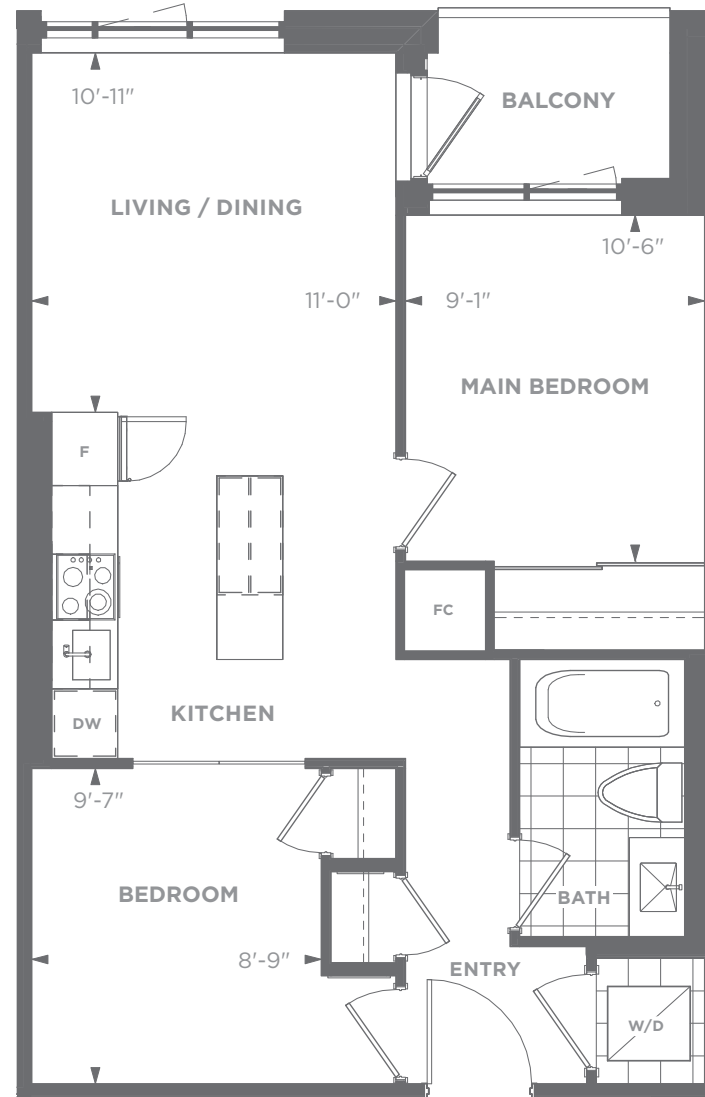 10'-11"
BALCONY
LIVING / DINING
10'-6"
11'-0"
9'-1"
MAIN BEDROOM
F
FC
KITCHEN
DW
9'-7"
BEDROOM
BATH
8'-9"
ENTRY
W/D